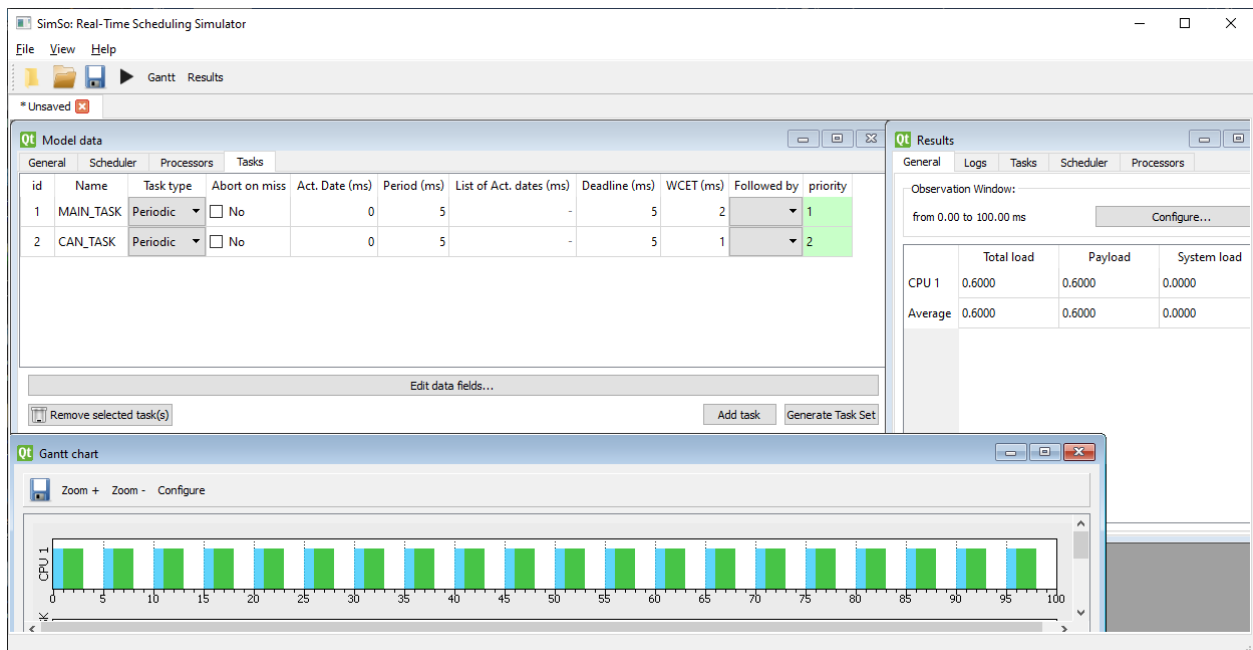 SimSo: Real-Time Scheduling Simulator
File View Help
Gantt Results
* Unsaved
Qt Model data
General Scheduler Processors Tasks
id Name Task type Abort on miss Act. Date (ms) Period (ms) List of Act. dates (ms) Deadline (ms) WCET (ms) Followed by priority
1 MAIN_TASK Periodic No 0 5 - 5 2 1
2 CAN_TASK Periodic No 0 5 - 5 1 2
Edit data fields...
Remove selected task(s) Add task Generate Task Set
Qt Results
General Logs Tasks Scheduler Processors
Observation Window:
from 0.00 to 100.00 ms Configure...
Total load Payload System load
CPU 1 0.6000 0.6000 0.0000
Average 0.6000 0.6000 0.0000
Qt Gantt chart
Zoom + Zoom - Configure
CPU 1
0 5 10 15 20 25 30 35 40 45 50 55 60 65 70 75 80 85 90 95 100
K